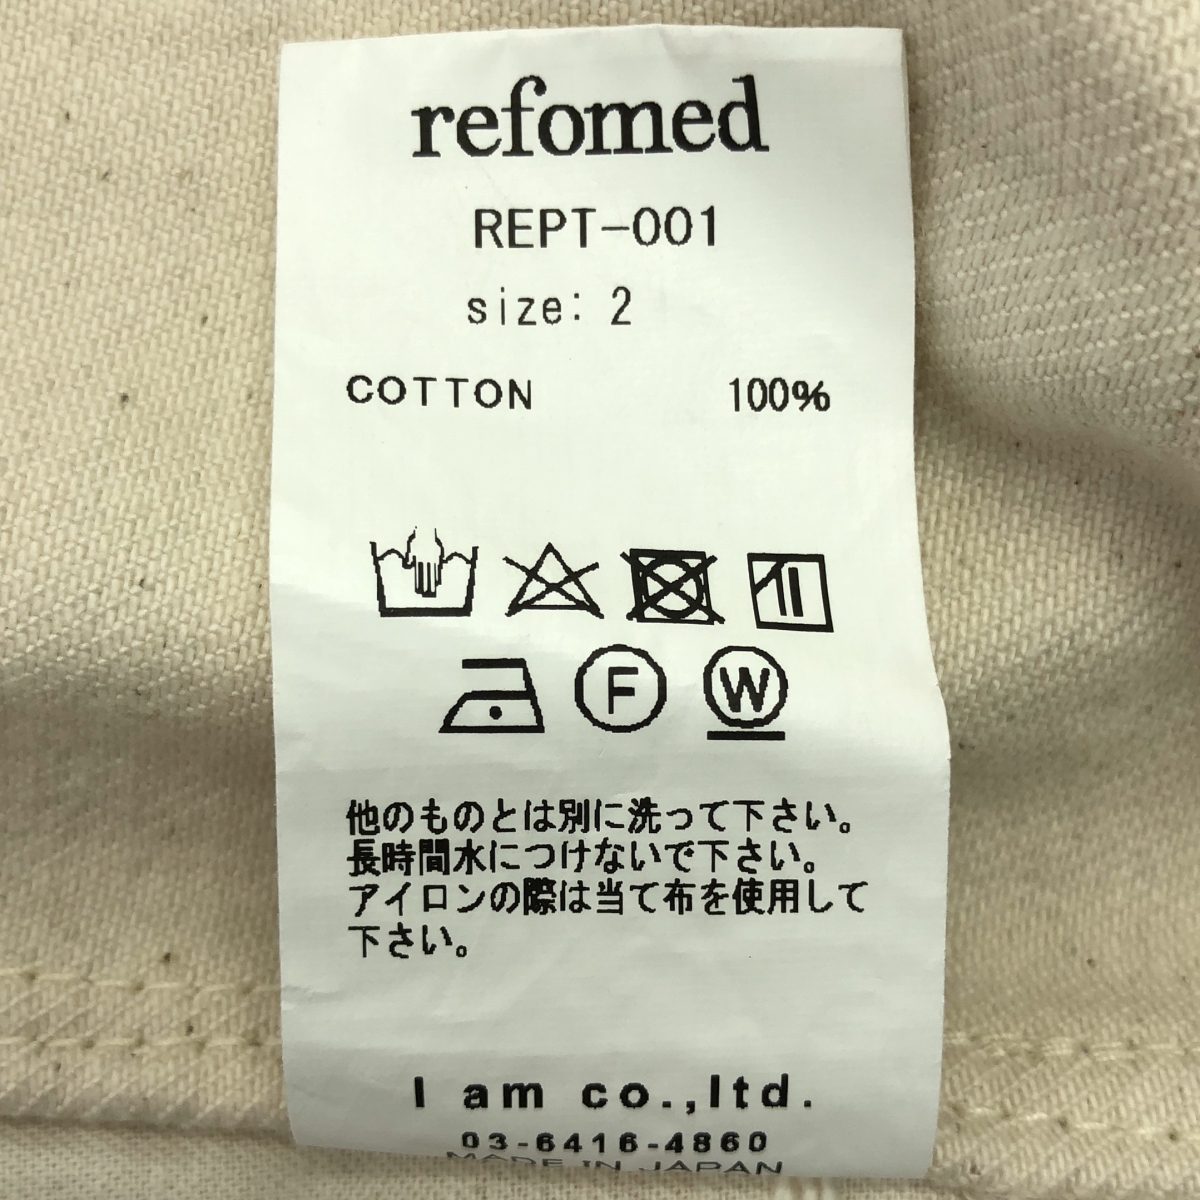 refomed
REPT-001
size: 2
COTTON 100%
F W
他のものとは別に洗って下さい。
長時間水につけないで下さい。
アイロンの際は当て布を使用して
下さい。
I am co.,ltd.
03-6416-4860
MADE IN JAPAN